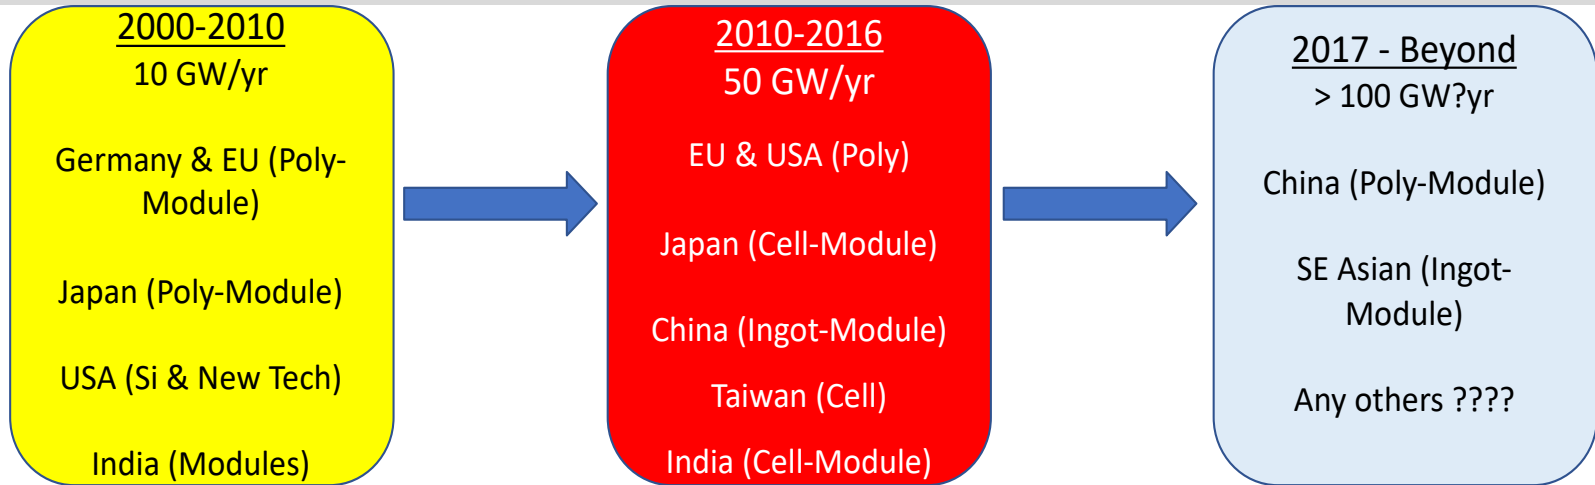 2000-2010
10 GW/yr
Germany & EU (Poly-
Module)
Japan (Poly-Module)
USA (Si & New Tech)
India (Modules)
2010-2016
50 GW/yr
EU & USA (Poly)
Japan (Cell-Module)
China (Ingot-Module)
Taiwan (Cell)
India (Cell-Module)
2017 - Beyond
> 100 GW?yr
China (Poly-Module)
SE Asian (Ingot-
Module)
Any others ????